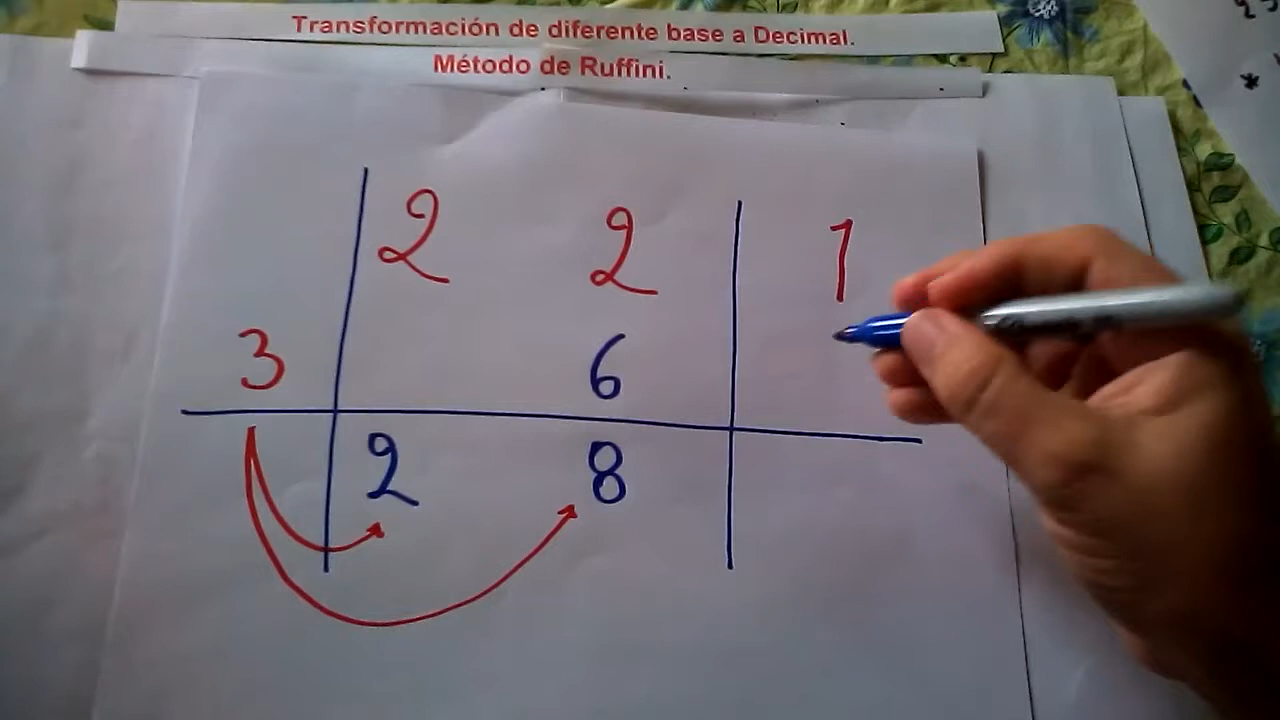 Transformación de diferente base a Decimal.
Método de Ruffini.
2 2 1
3 6
2 8